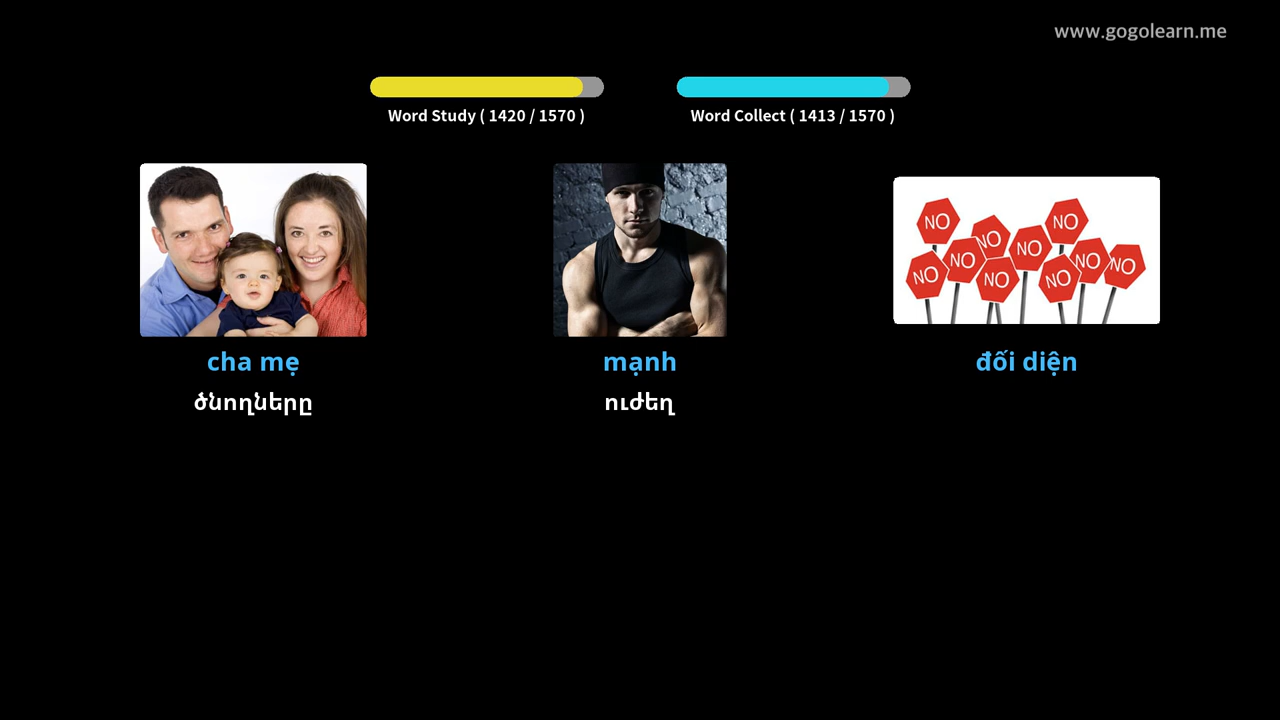 www.gogolearn.me
Word Study ( 1420 / 1570 )
Word Collect ( 1413 / 1570 )
NO
NO
NO
NO
NO
NO
NO
NO
NO
NO
cha mẹ
mạnh
đối diện
ծնողները
ուժեղ